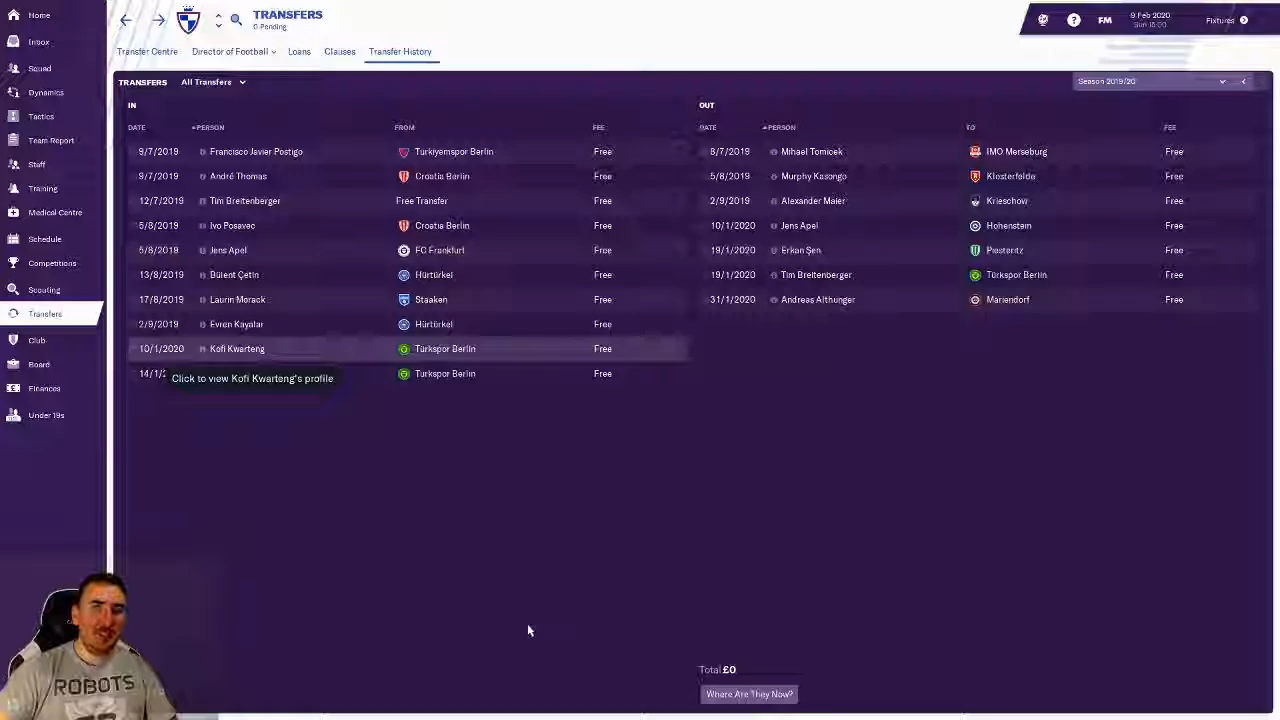 TRANSFERS
0 Pending
FM
9 Feb 2020
Sun 15:00
Fixtures
Home
Inbox
Squad
Dynamics
Tactics
Team Report
Staff
Training
Medical Centre
Schedule
Competitions
Scouting
Transfers
Club
Board
Finances
Under 19s
Transfer Centre Director of Football Loans Clauses Transfer History
TRANSFERS All Transfers Season 2019/20
IN
DATE PERSON FROM FEE
9/7/2019 Francisco Javier Postigo Türkiyemspor Berlin Free
9/7/2019 André Thomas Croatia Berlin Free
12/7/2019 Tim Breitenberger Free Transfer Free
5/8/2019 Ivo Posavec Croatia Berlin Free
5/8/2019 Jens Apel FC Frankfurt Free
13/8/2019 Bülent Çetin Hürtürkel Free
17/8/2019 Laurin Morack Staaken Free
2/9/2019 Evren Kayalar Hürtürkel Free
10/1/2020 Kofi Kwarteng Türkspor Berlin Free
14/1/2 Türkspor Berlin Free
Click to view Kofi Kwarteng's profile
OUT
DATE PERSON TO FEE
8/7/2019 Mihael Tomicek IMO Merseburg Free
5/8/2019 Murphy Kasongo Klosterfelde Free
2/9/2019 Alexander Maier Krieschow Free
10/1/2020 Jens Apel Hohenstein Free
19/1/2020 Erkan Şen Piesteritz Free
19/1/2020 Tim Breitenberger Türkspor Berlin Free
31/1/2020 Andreas Althunger Mariendorf Free
Total £0
Where Are They Now?
ROBOTS